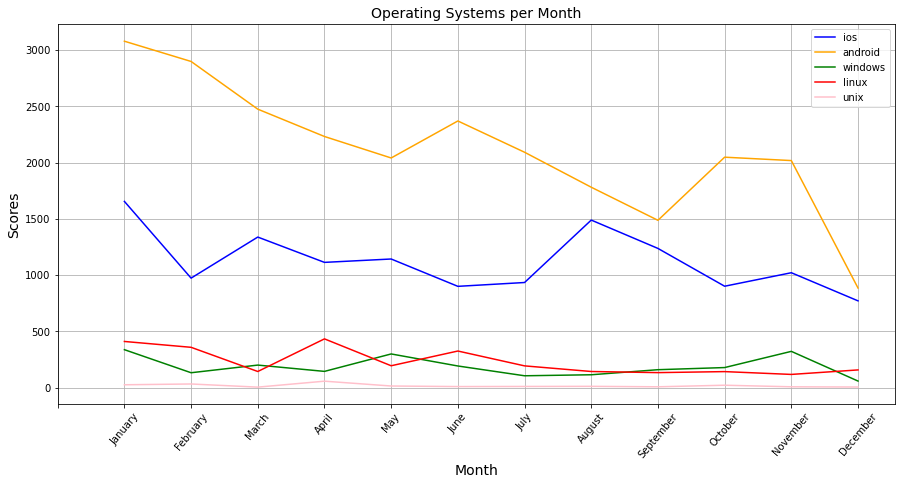 Operating Systems per Month
ios
android
windows
linux
unix
Scores
3000
2500
2000
1500
1000
500
0
January
February
March
April
May
June
July
August
September
October
November
December
Month